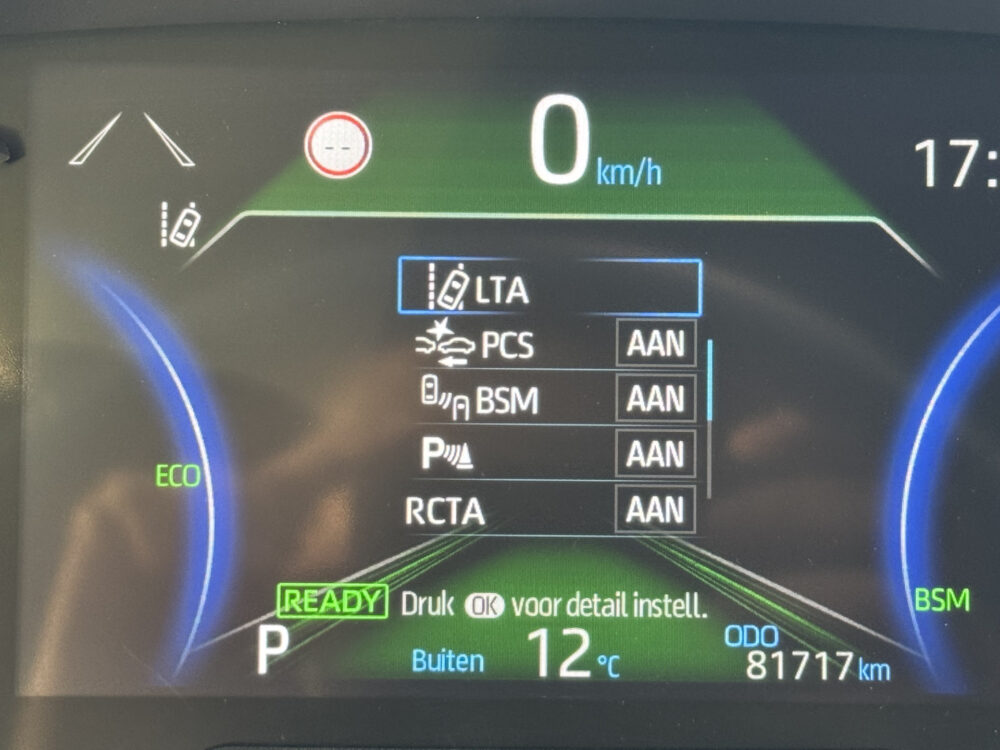 0 km/h
17:
LTA
PCS AAN
BSM AAN
P AAN
ECO
RCTA AAN
READY Druk OK voor detail instell.
BSM
P
Buiten 12 °C
ODO
81717 km